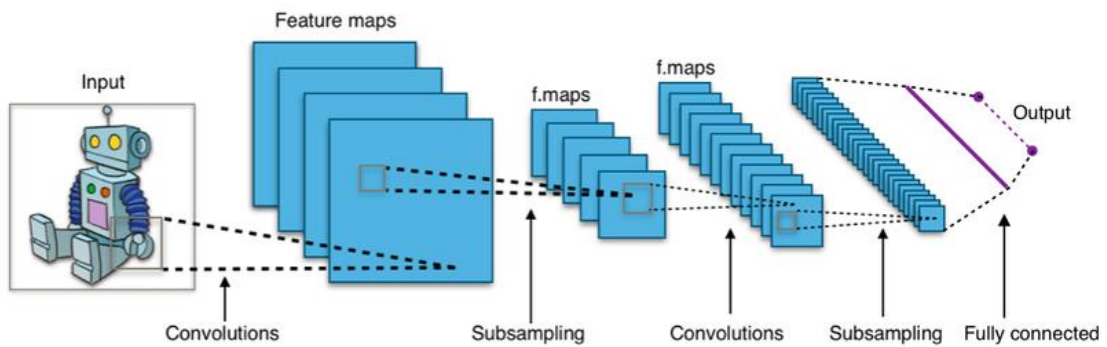 Feature maps
f.maps
Input
f.maps
Output
Convolutions
Subsampling
Convolutions
Subsampling
Fully connected